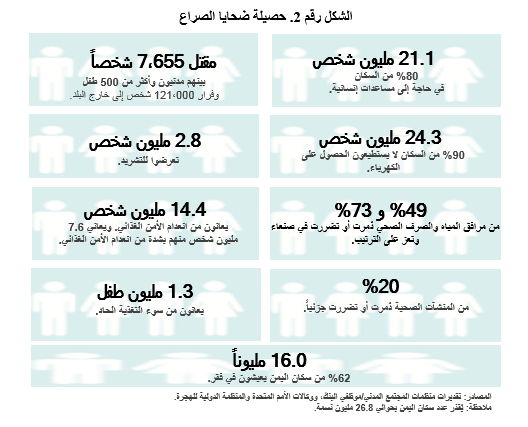 الشكل رقم 2. حصيلة ضحايا الصراع
21.1 مليون شخص
80% من السكان
في حاجة إلى مساعدات إنسانية.
مقتل 7،655 شخصاً
بينهم مدنيون وأكثر من 500 طفل
وفرار 121،000 شخص إلى خارج البلد.
24.3 مليون شخص
90% من السكان لا يستطيعون الحصول على
الكهرباء.
2.8 مليون شخص
تعرضوا للتشريد.
49% و 73%
من مرافق المياه والصرف الصحي دُمرت أو تضررت في صنعاء
وتعز على الترتيب.
14.4 مليون شخص
يعانون من انعدام الأمن الغذائي. ويعاني 7.6
مليون شخص منهم بشدة من انعدام الأمن الغذائي.
20%
من المنشآت الصحية دُمرت أو تضررت جزئياً.
1.3 مليون طفل
يعانون من سوء التغذية الحاد.
16.0 مليوناً
62% من سكان اليمن يعيشون في فقر.
المصادر: تقديرات منظمات المجتمع المدني/موظفي البنك، ووكالات الأمم المتحدة والمنظمة الدولية للهجرة.
ملاحظة: يُقدَّر عدد سكان اليمن بحوالي 26.8 مليون نسمة.